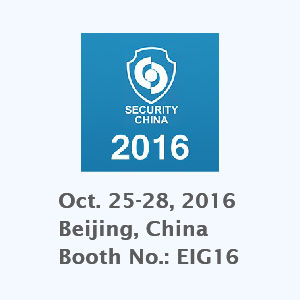 SECURITY
CHINA
2016
Oct. 25-28, 2016
Beijing, China
Booth No.: EIG16